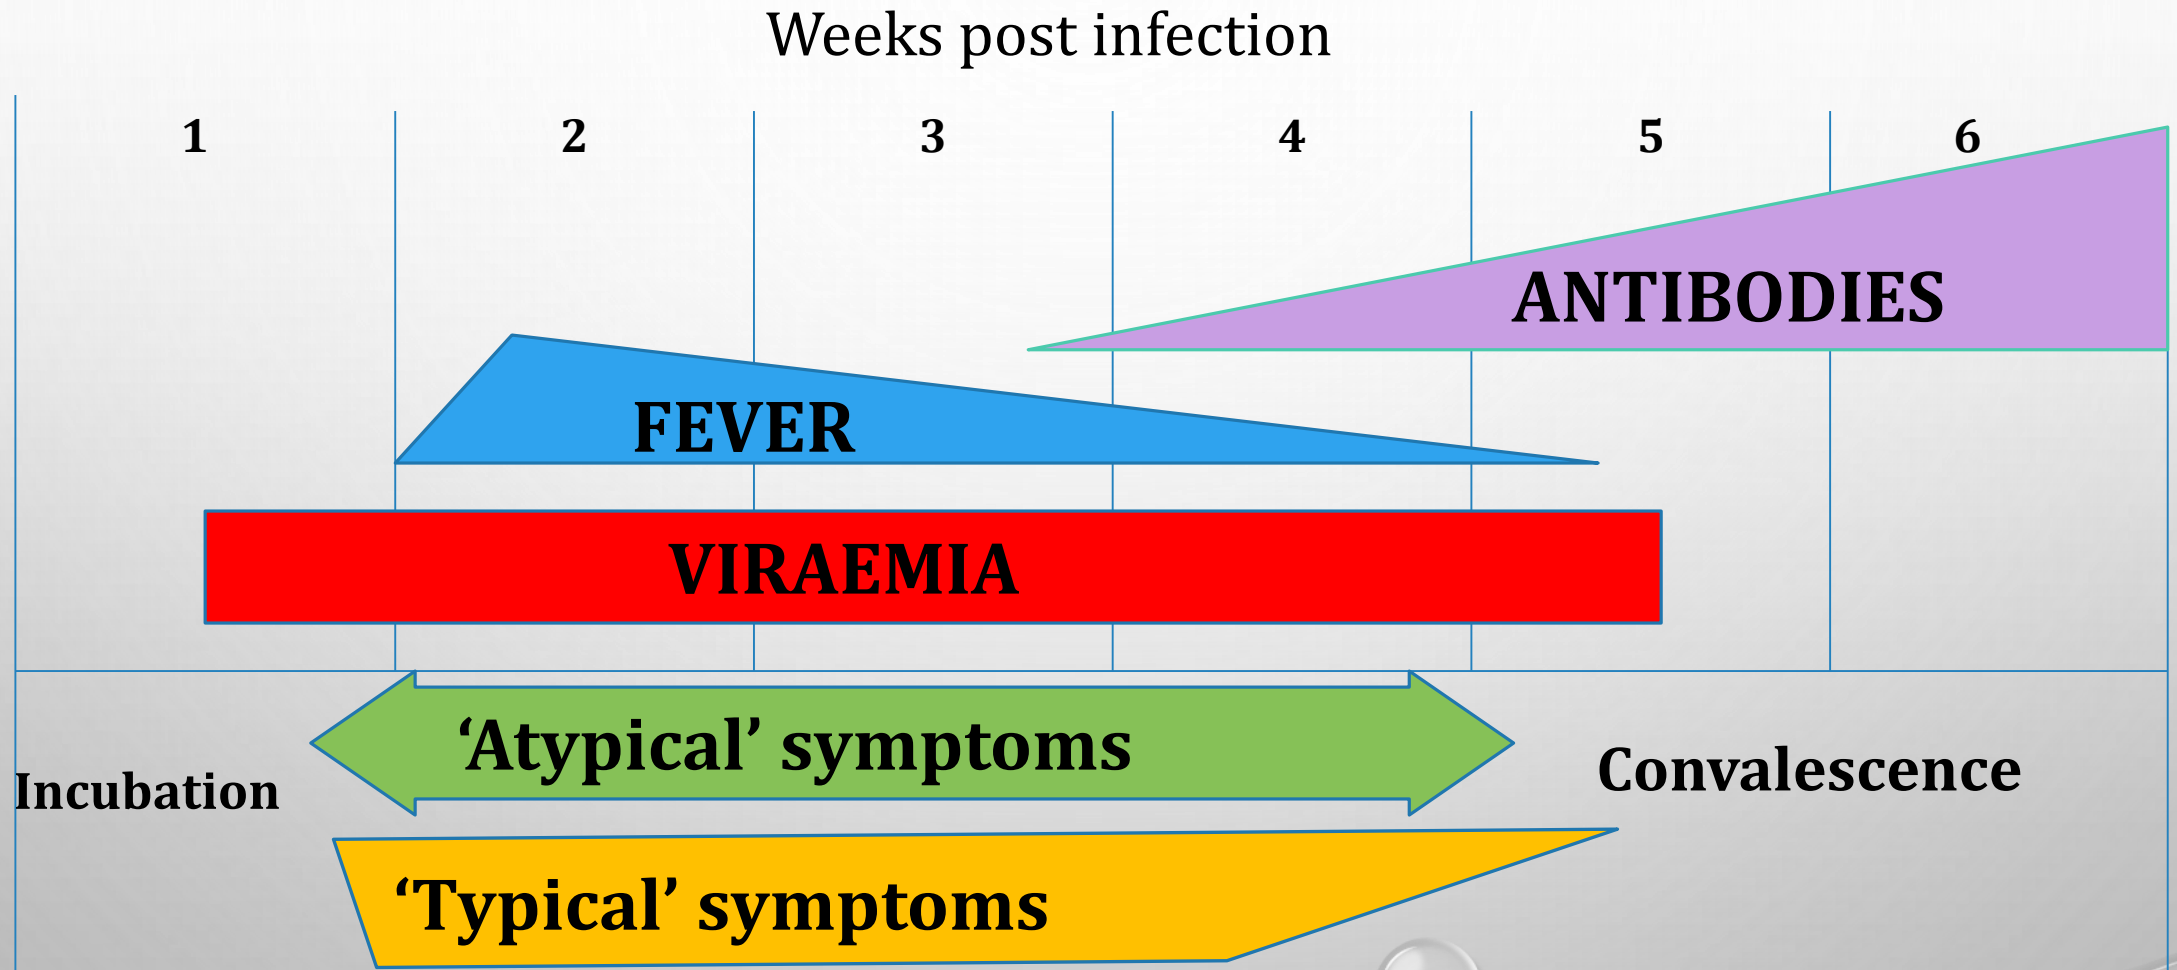 Weeks post infection
1 2 3 4 5 6
ANTIBODIES
FEVER
VIRAEMIA
‘Atypical’ symptoms
Incubation
Convalescence
‘Typical’ symptoms